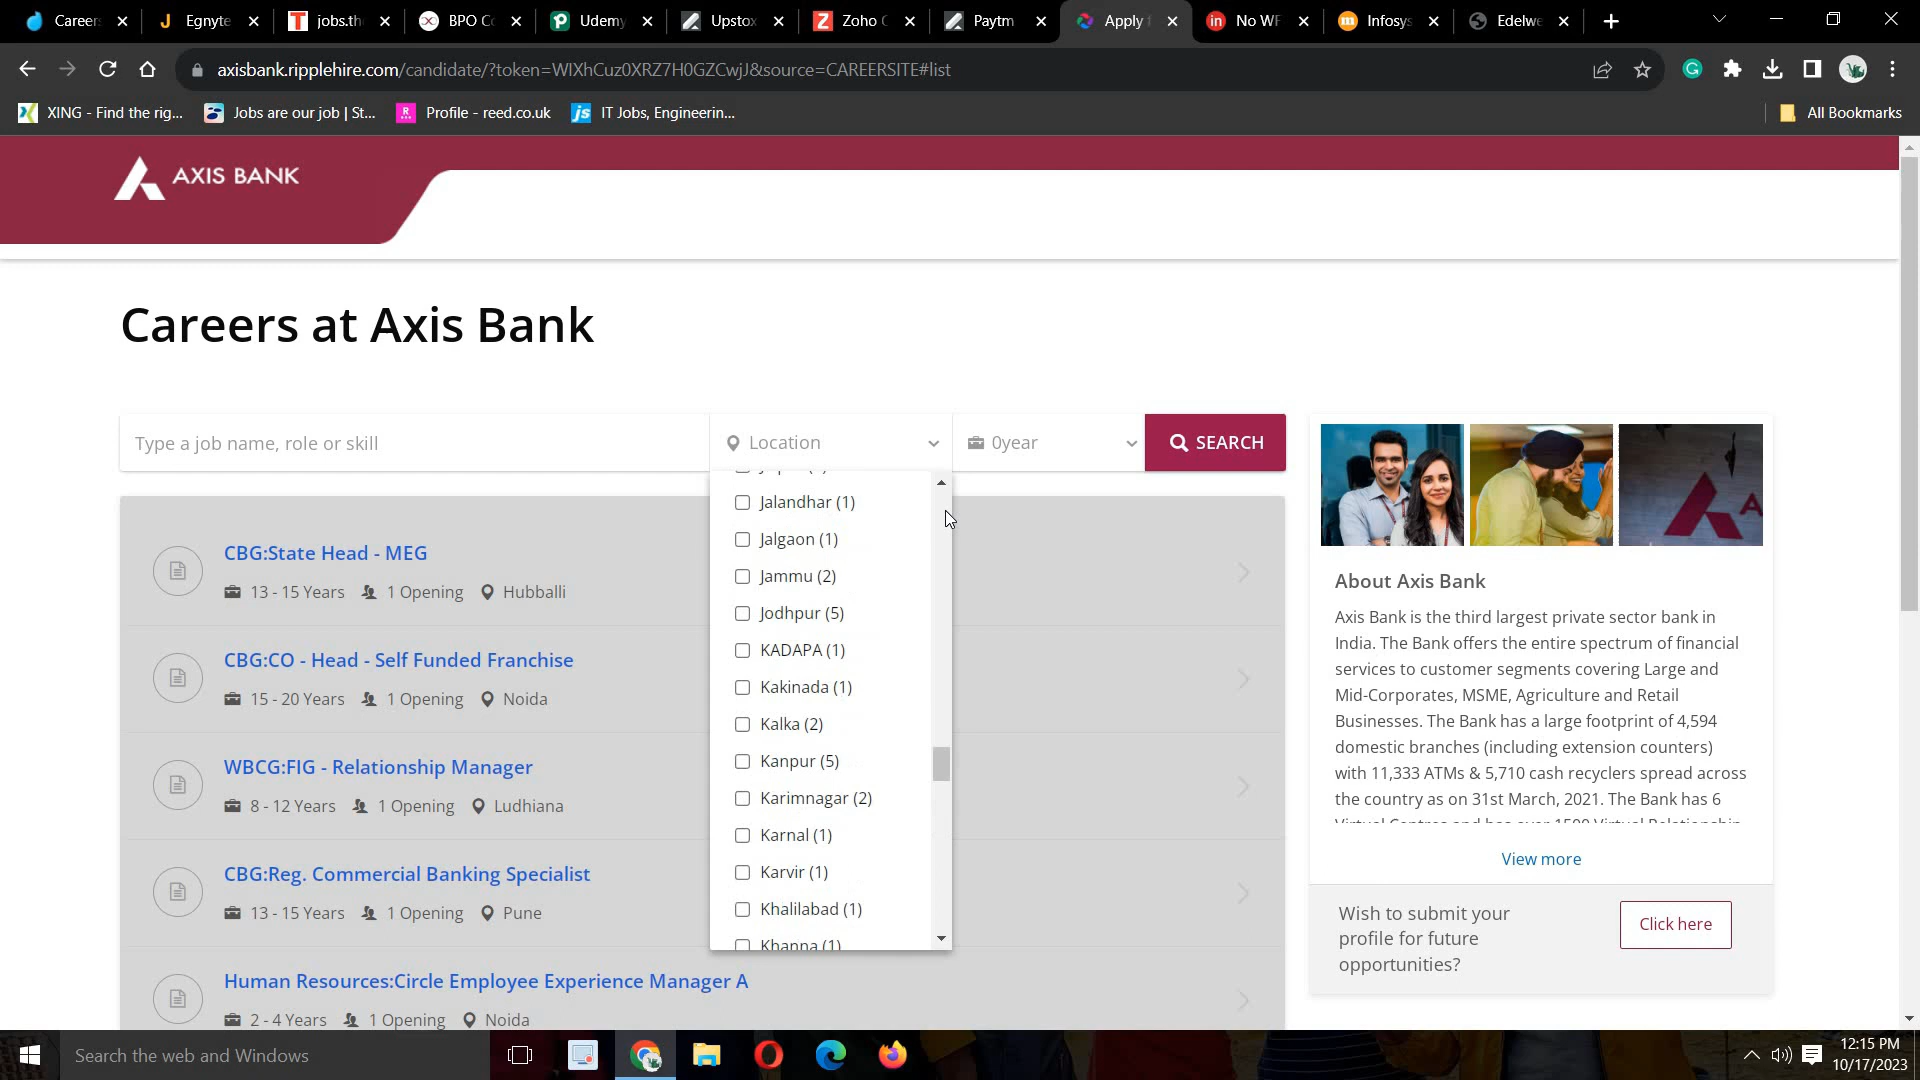 Careers
Egnyte
jobs.th
BPO Co
Udemy
Upstox
Zoho C
Paytm
Apply f
No WF
Infosys
Edelwe
axisbank.ripplehire.com/candidate/?token=WIXhCuz0XRZ7H0GZCwjJ&source=CAREERSITE#list
XING - Find the rig...
Jobs are our job | St...
Profile - reed.co.uk
IT Jobs, Engineerin...
All Bookmarks
AXIS BANK
Careers at Axis Bank
Type a job name, role or skill
Location
0year
SEARCH
Jalandhar (1)
Jalgaon (1)
Jammu (2)
Jodhpur (5)
KADAPA (1)
Kakinada (1)
Kalka (2)
Kanpur (5)
Karimnagar (2)
Karnal (1)
Karvir (1)
Khalilabad (1)
Khanna (1)
CBG:State Head - MEG
13 - 15 Years 1 Opening Hubballi
CBG:CO - Head - Self Funded Franchise
15 - 20 Years 1 Opening Noida
WBCG:FIG - Relationship Manager
8 - 12 Years 1 Opening Ludhiana
CBG:Reg. Commercial Banking Specialist
13 - 15 Years 1 Opening Pune
Human Resources:Circle Employee Experience Manager A
2 - 4 Years 1 Opening Noida
About Axis Bank
Axis Bank is the third largest private sector bank in
India. The Bank offers the entire spectrum of financial
services to customer segments covering Large and
Mid-Corporates, MSME, Agriculture and Retail
Businesses. The Bank has a large footprint of 4,594
domestic branches (including extension counters)
with 11,333 ATMs & 5,710 cash recyclers spread across
the country as on 31st March, 2021. The Bank has 6
View more
Wish to submit your
profile for future
opportunities?
Click here
Search the web and Windows
12:15 PM
10/17/2023